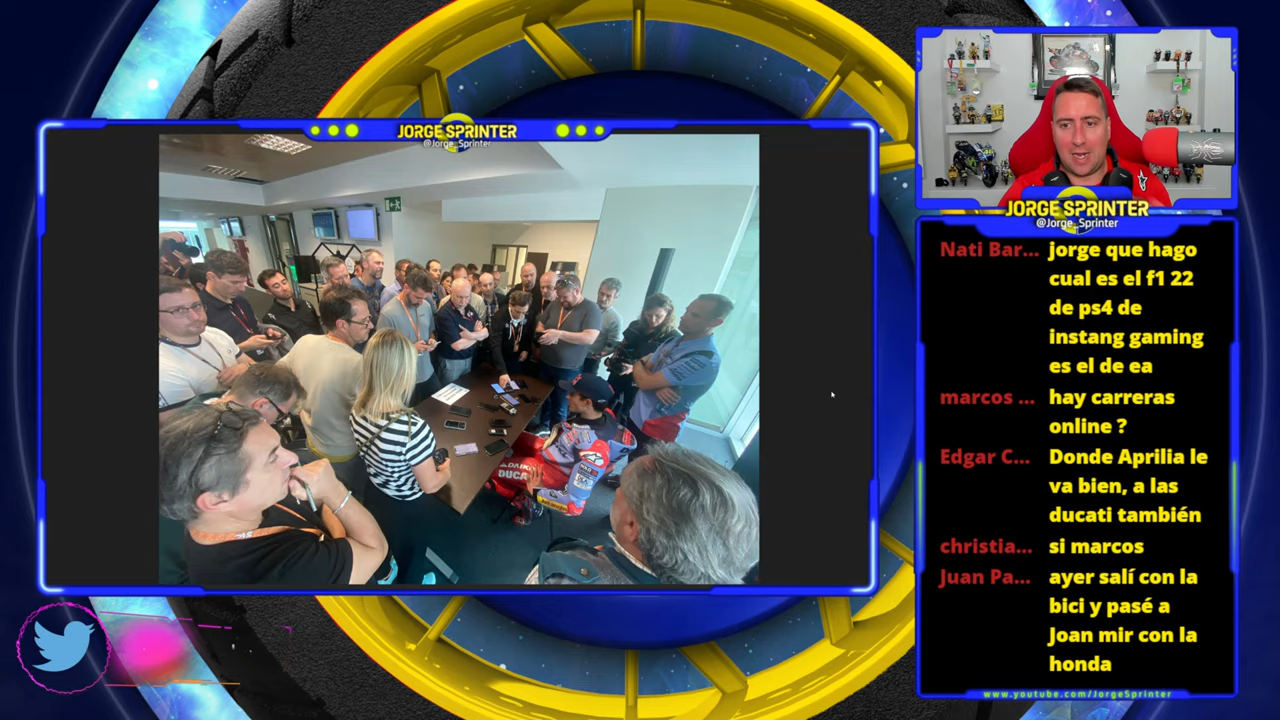 JORGE SPRINTER
@Jorge_Sprinter
DUCA
JORGE SPRINTER
@Jorge_Sprinter
Nati Bar... jorge que hago
cual es el f1 22
de ps4 de
instang gaming
es el de ea
marcos ... hay carreras
online ?
Edgar C... Donde Aprilia le
va bien, a las
ducati también
christia... si marcos
Juan Pa... ayer salí con la
bici y pasé a
Joan mir con la
honda
www.youtube.com/JorgeSprinter